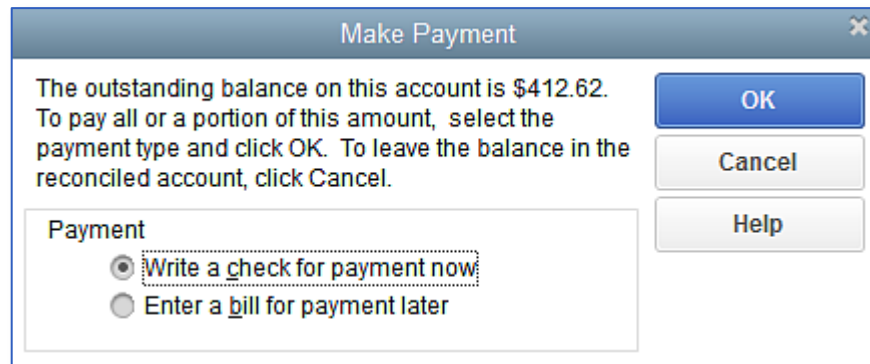 Make Payment
The outstanding balance on this account is $412.62.
To pay all or a portion of this amount, select the
payment type and click OK. To leave the balance in the
reconciled account, click Cancel.
OK
Cancel
Help
Payment
Write a check for payment now
Enter a bill for payment later